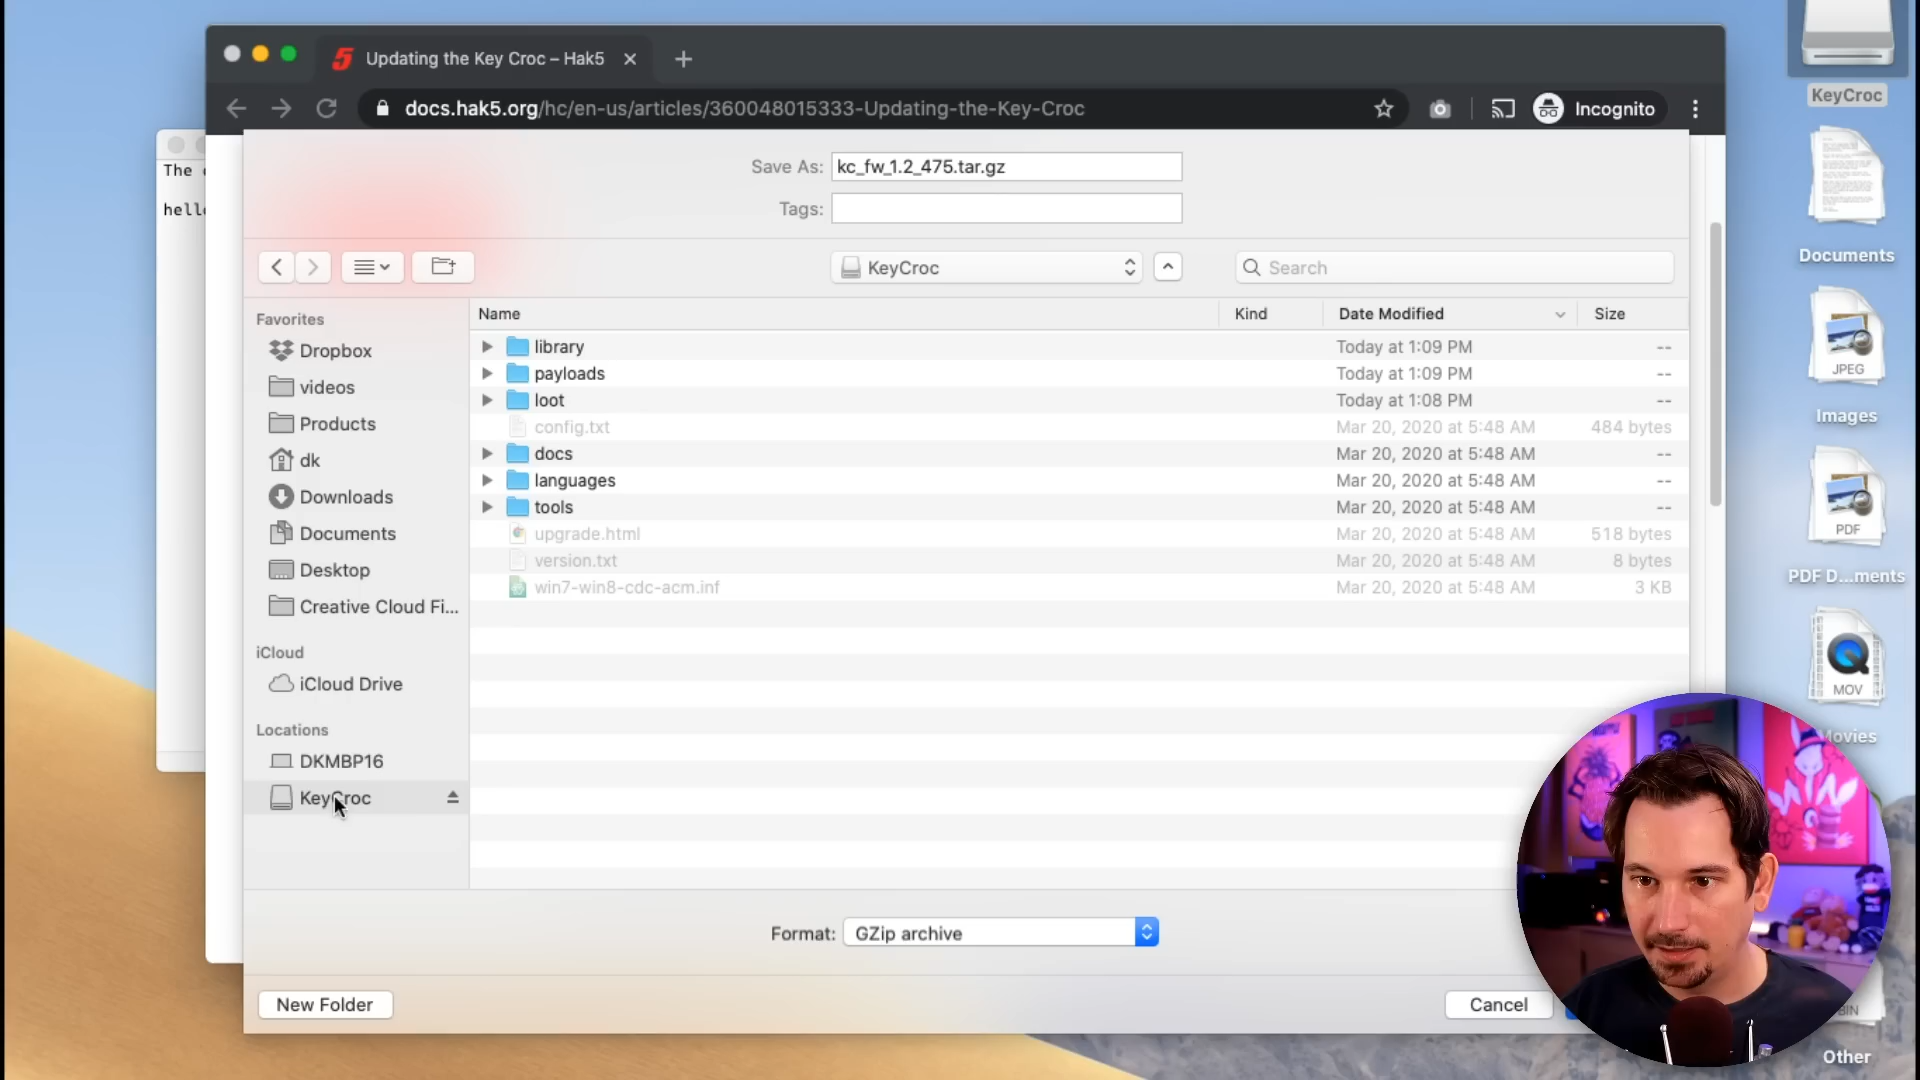 Updating the Key Croc – Hak5
docs.hak5.org/hc/en-us/articles/360048015333-Updating-the-Key-Croc
Incognito
KeyCroc
The
hello
Save As: kc_fw_1.2_475.tar.gz
Tags:
KeyCroc
Search
Favorites
Dropbox
videos
Products
dk
Downloads
Documents
Desktop
Creative Cloud Fi...
iCloud
iCloud Drive
Locations
DKMBP16
KeyCroc
Name Kind Date Modified Size
library Today at 1:09 PM --
payloads Today at 1:09 PM --
loot Today at 1:08 PM --
config.txt Mar 20, 2020 at 5:48 AM 484 bytes
docs Mar 20, 2020 at 5:48 AM --
languages Mar 20, 2020 at 5:48 AM --
tools Mar 20, 2020 at 5:48 AM --
upgrade.html Mar 20, 2020 at 5:48 AM 518 bytes
version.txt Mar 20, 2020 at 5:48 AM 8 bytes
win7-win8-cdc-acm.inf Mar 20, 2020 at 5:48 AM 3 KB
Format: GZip archive
New Folder
Cancel
Documents
JPEG
Images
PDF
PDF D...ments
MOV
Movies
BIN
Other